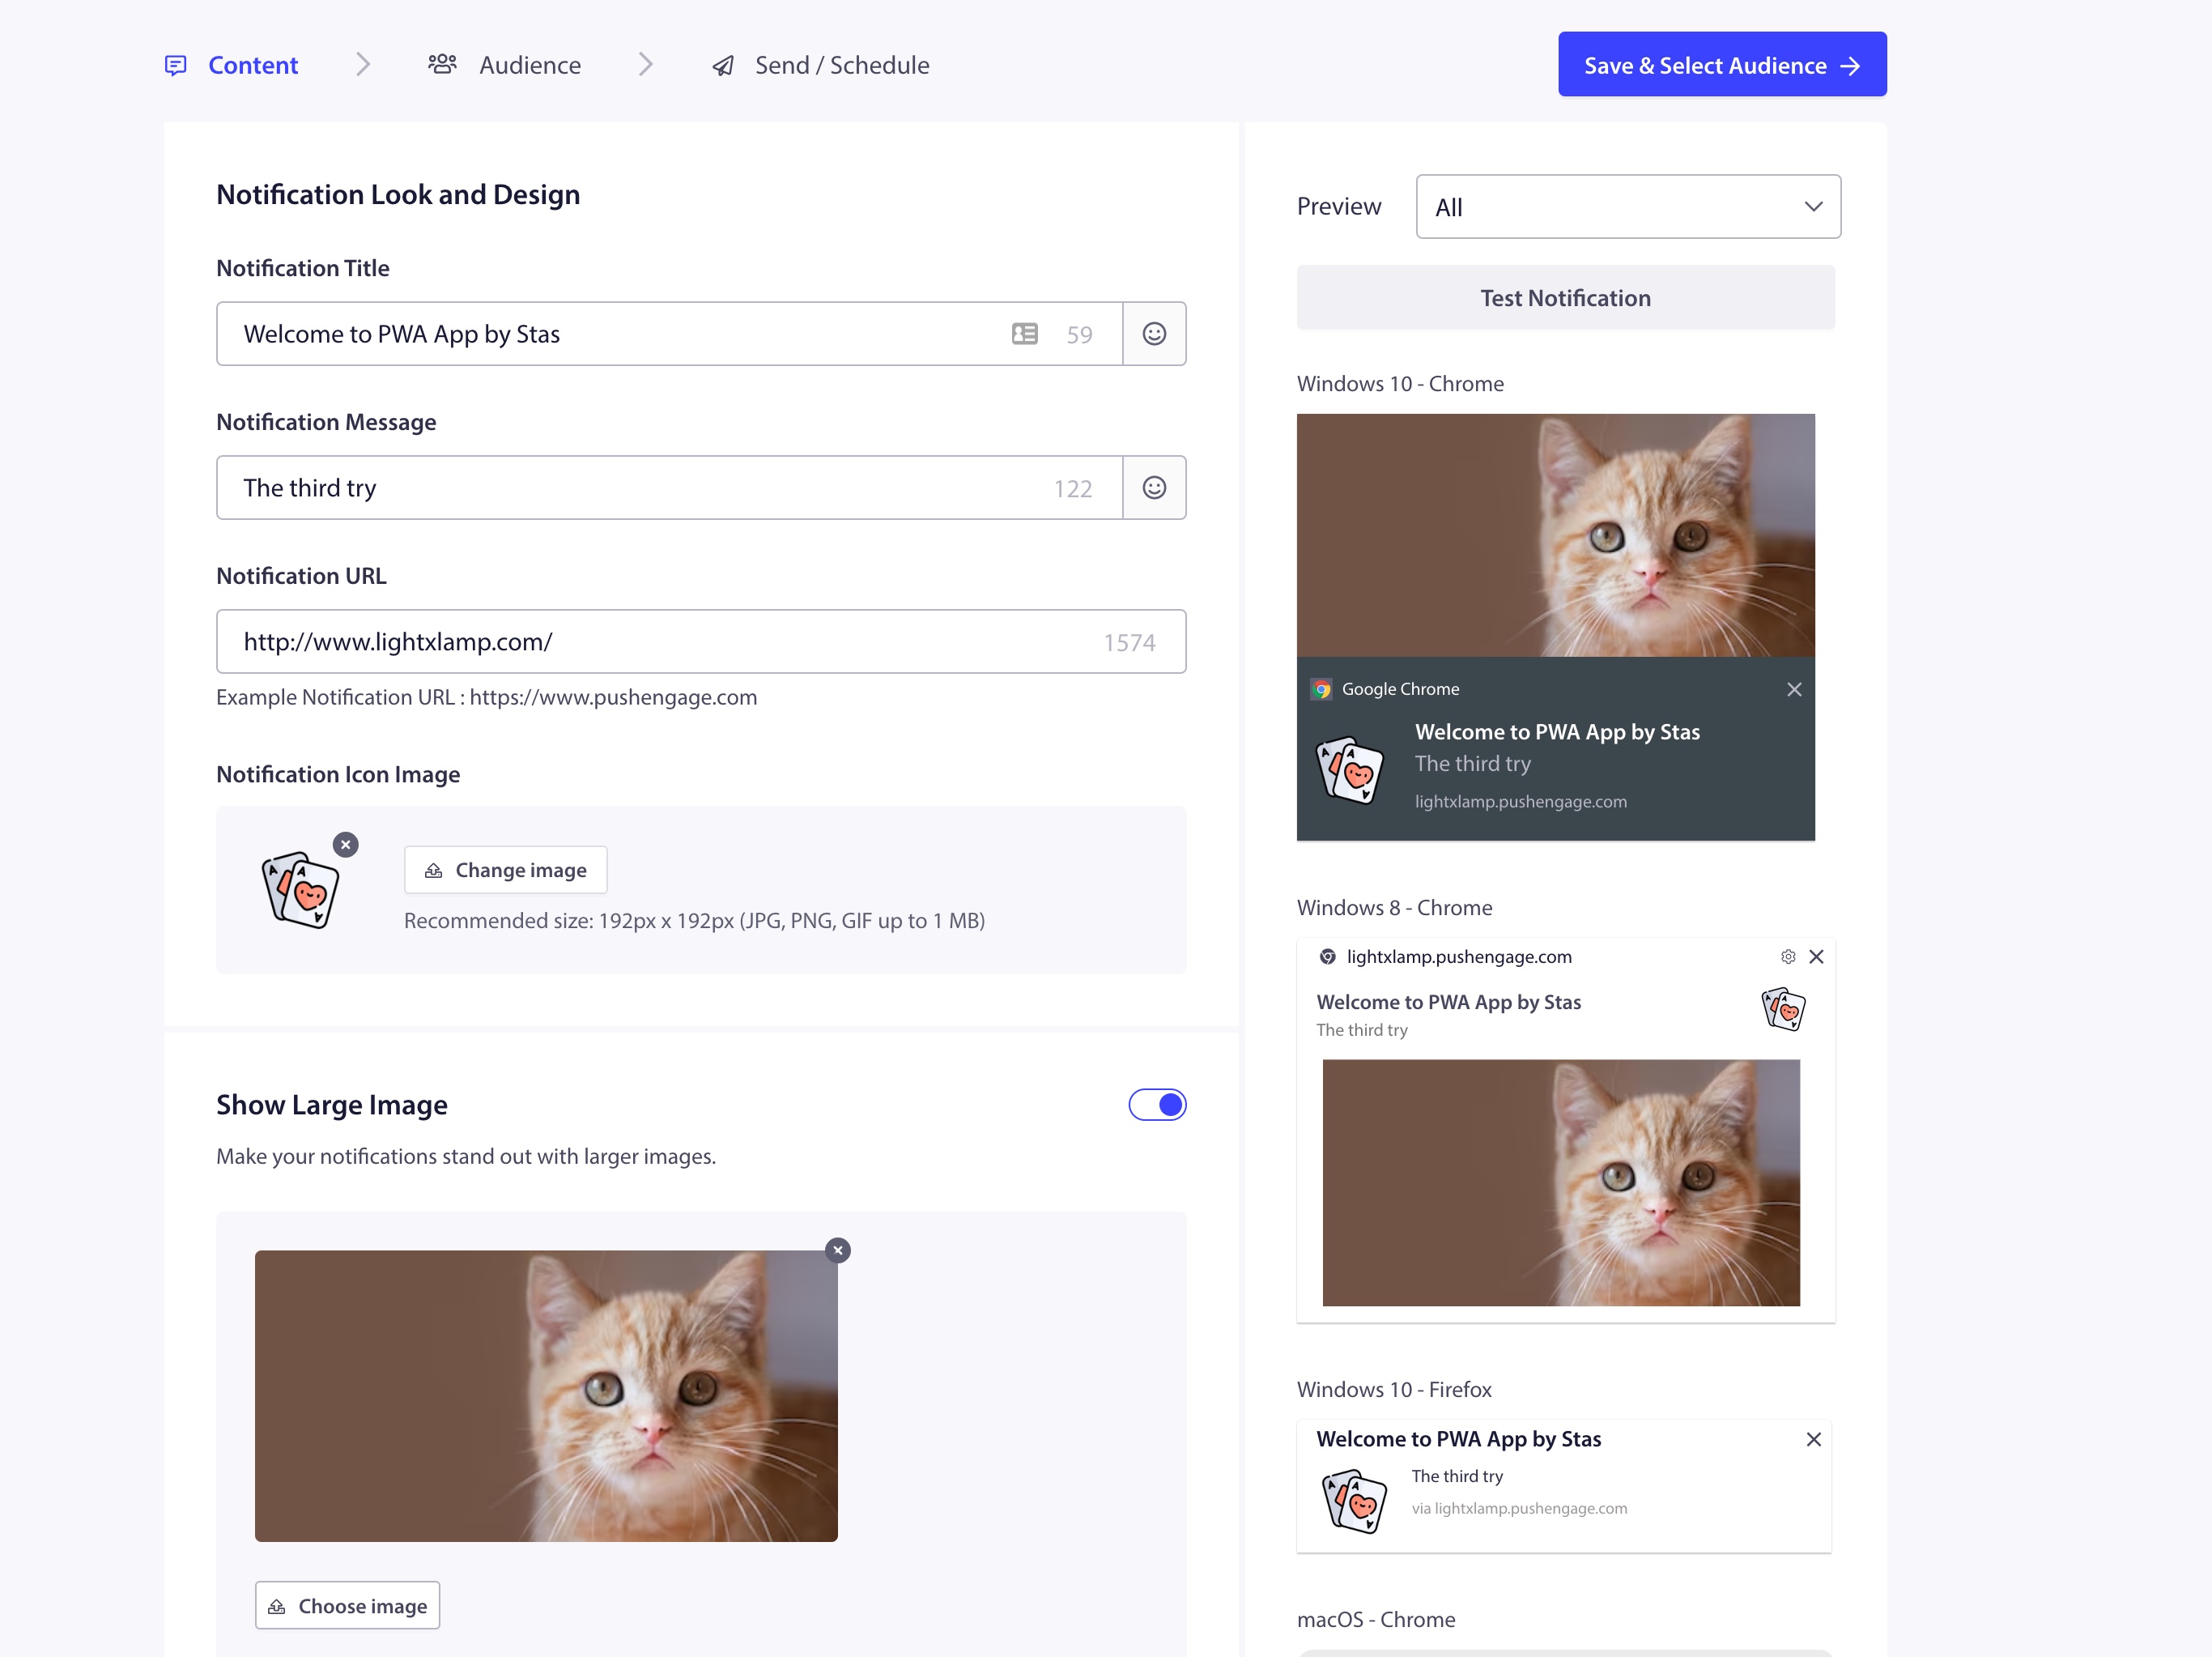 Content
Audience
Send / Schedule
Save & Select Audience
Notification Look and Design
Notification Title
Welcome to PWA App by Stas
59
Notification Message
The third try
122
Notification URL
http://www.lightxlamp.com/
1574
Example Notification URL : https://www.pushengage.com
Notification Icon Image
A
A
A
Change image
Recommended size: 192px x 192px (JPG, PNG, GIF up to 1 MB)
Show Large Image
Make your notifications stand out with larger images.
Choose image
Preview
All
Test Notification
Windows 10 - Chrome
Google Chrome
Welcome to PWA App by Stas
The third try
lightxlamp.pushengage.com
A
A
A
Windows 8 - Chrome
lightxlamp.pushengage.com
Welcome to PWA App by Stas
The third try
A
A
A
Windows 10 - Firefox
Welcome to PWA App by Stas
The third try
via lightxlamp.pushengage.com
A
A
A
macOS - Chrome